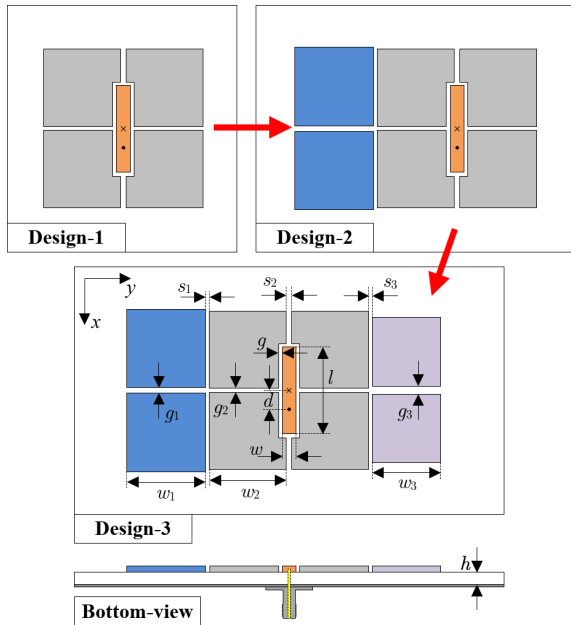 Design-1
Design-2
y
x
s₁
s₂
s₃
g
l
d
g₁
g₂
g₃
w
w₁
w₂
w₃
Design-3
h
Bottom-view